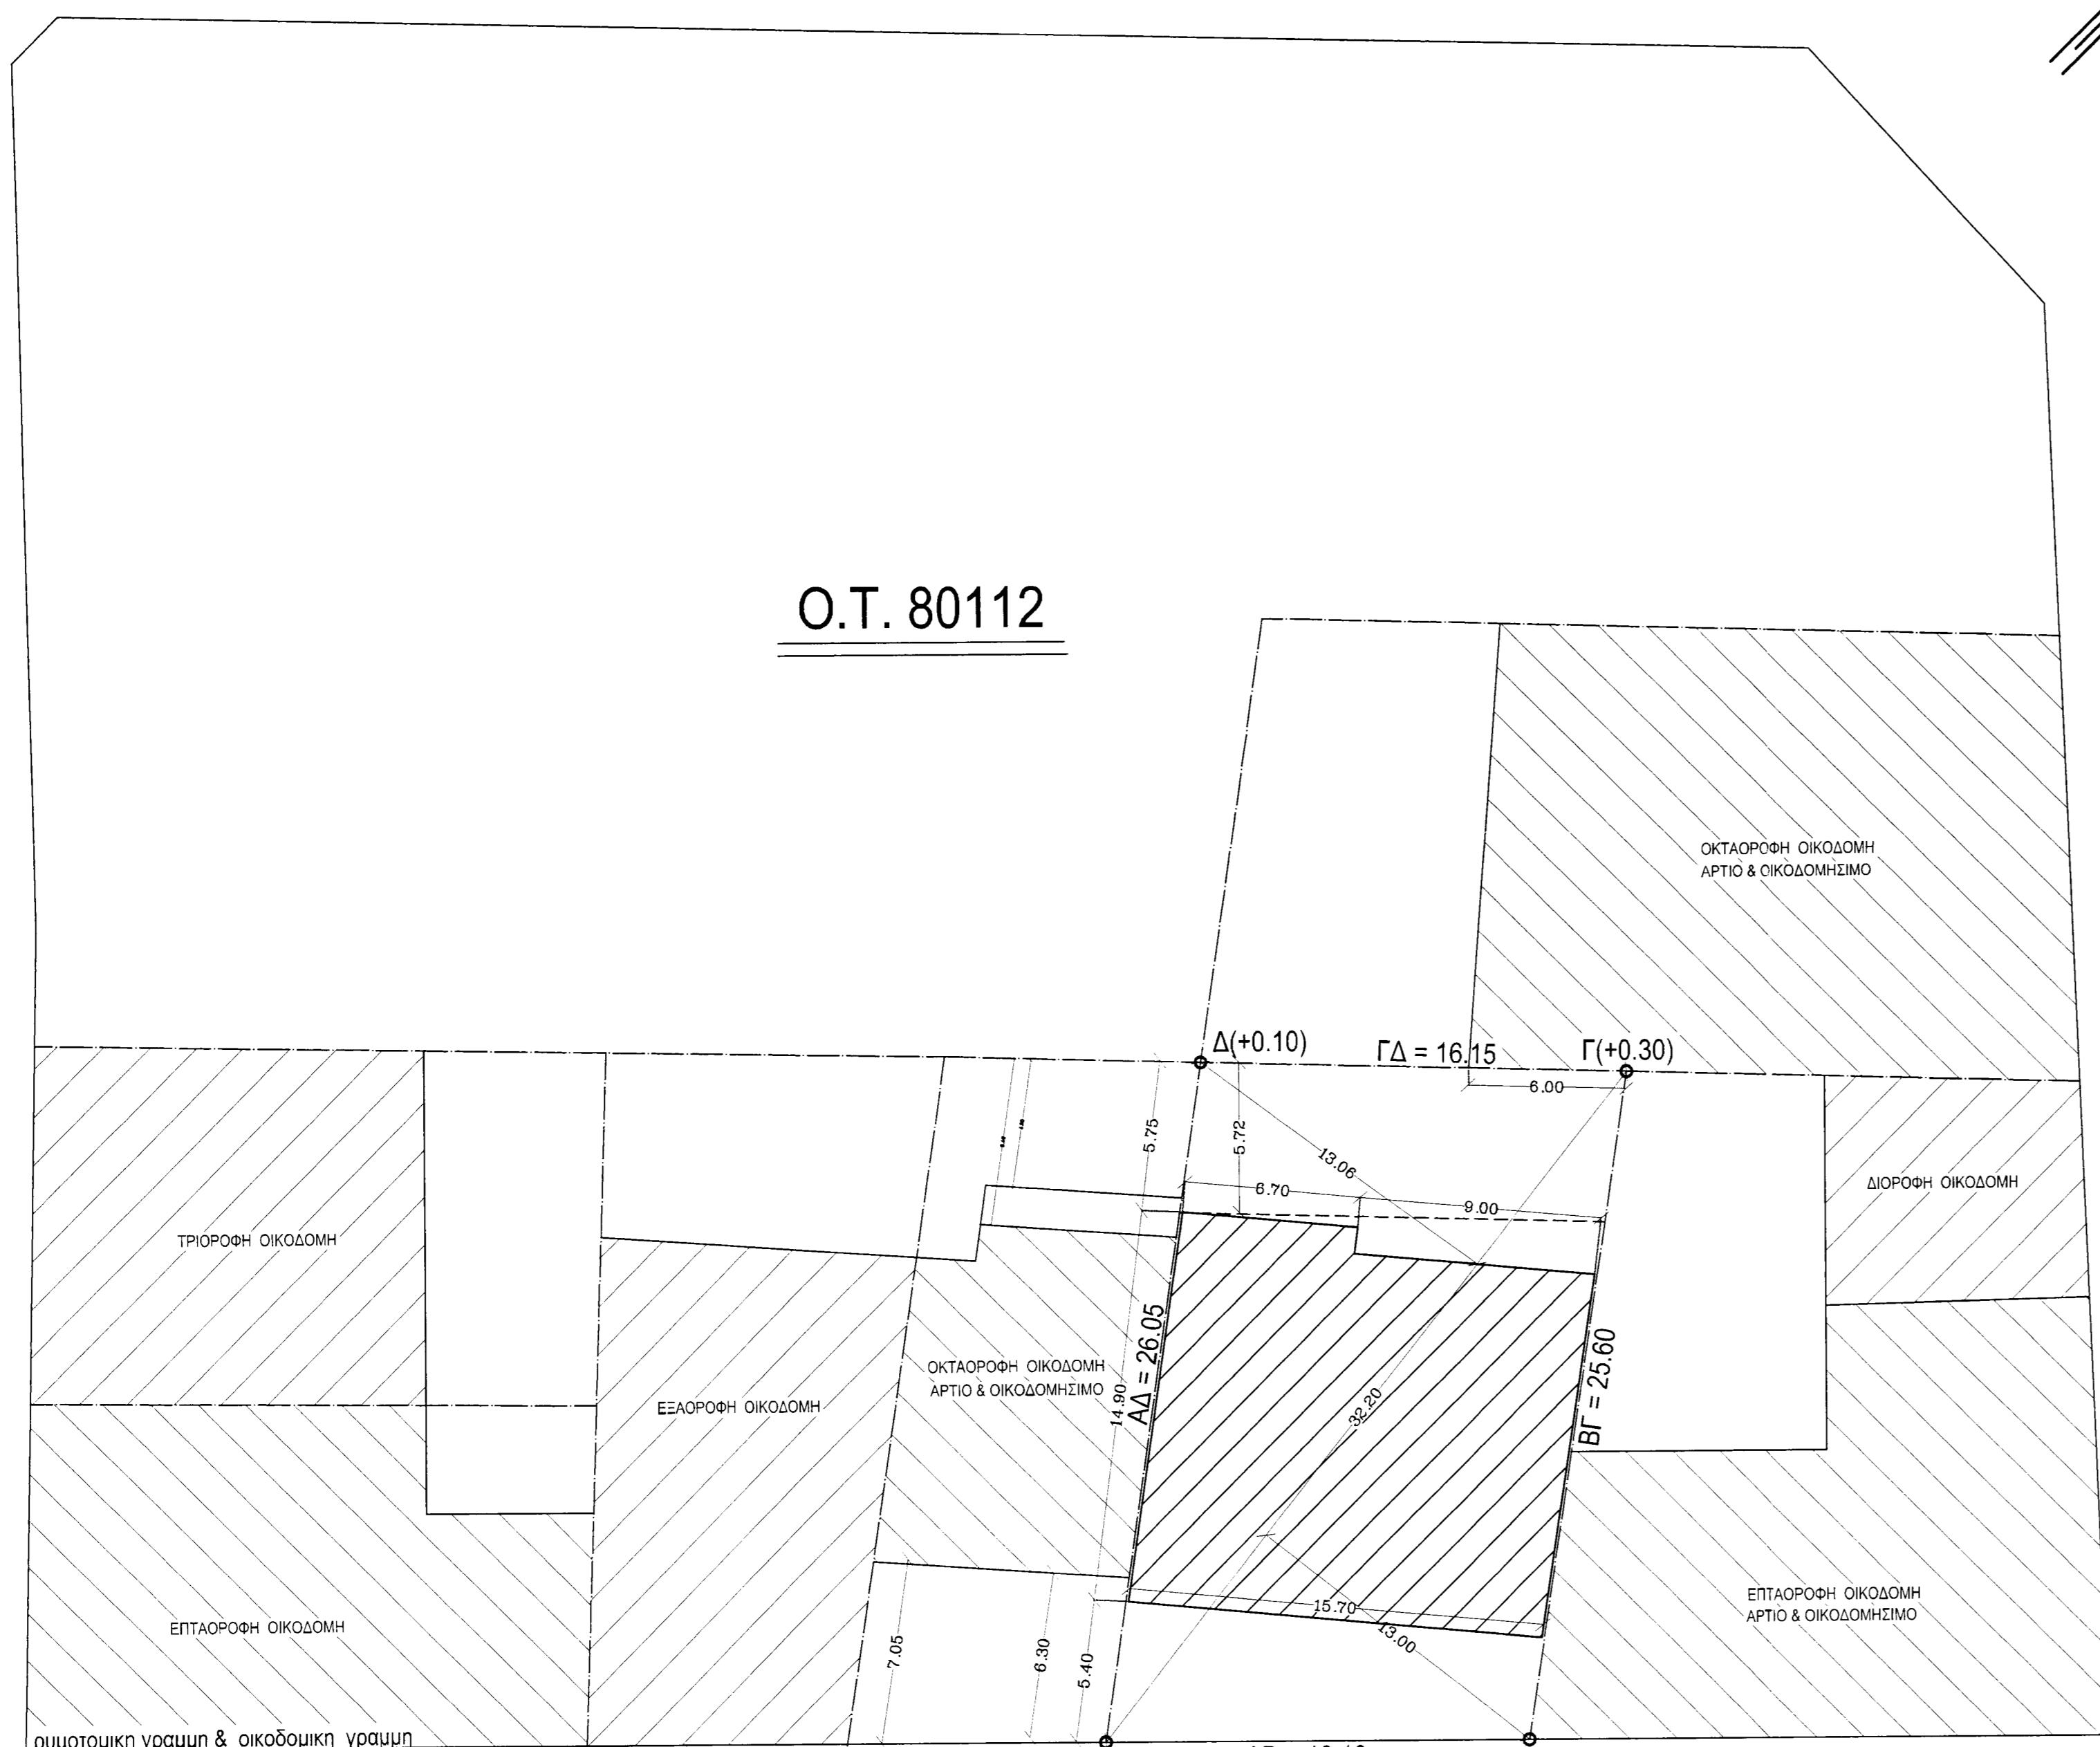 Ο.Τ. 80112
ΟΚΤΑΟΡΟΦΗ ΟΙΚΟΔΟΜΗ
ΑΡΤΙΟ & ΟΙΚΟΔΟΜΗΣΙΜΟ
Δ(+0.10)
ΓΔ = 16.15
Γ(+0.30)
6.00
5.75
5.72
13.06
6.70
9.00
ΔΙΟΡΟΦΗ ΟΙΚΟΔΟΜΗ
ΤΡΙΟΡΟΦΗ ΟΙΚΟΔΟΜΗ
ΟΚΤΑΟΡΟΦΗ ΟΙΚΟΔΟΜΗ
ΑΡΤΙΟ & ΟΙΚΟΔΟΜΗΣΙΜΟ
14.90
ΑΔ = 26.05
ΒΓ = 25.60
32.20
ΕΞΑΟΡΟΦΗ ΟΙΚΟΔΟΜΗ
ΕΠΤΑΟΡΟΦΗ ΟΙΚΟΔΟΜΗ
ΑΡΤΙΟ & ΟΙΚΟΔΟΜΗΣΙΜΟ
15.70
13.00
ΕΠΤΑΟΡΟΦΗ ΟΙΚΟΔΟΜΗ
7.05
6.30
5.40
ρυμοτομικη γραμμη & οικοδομικη γραμμη